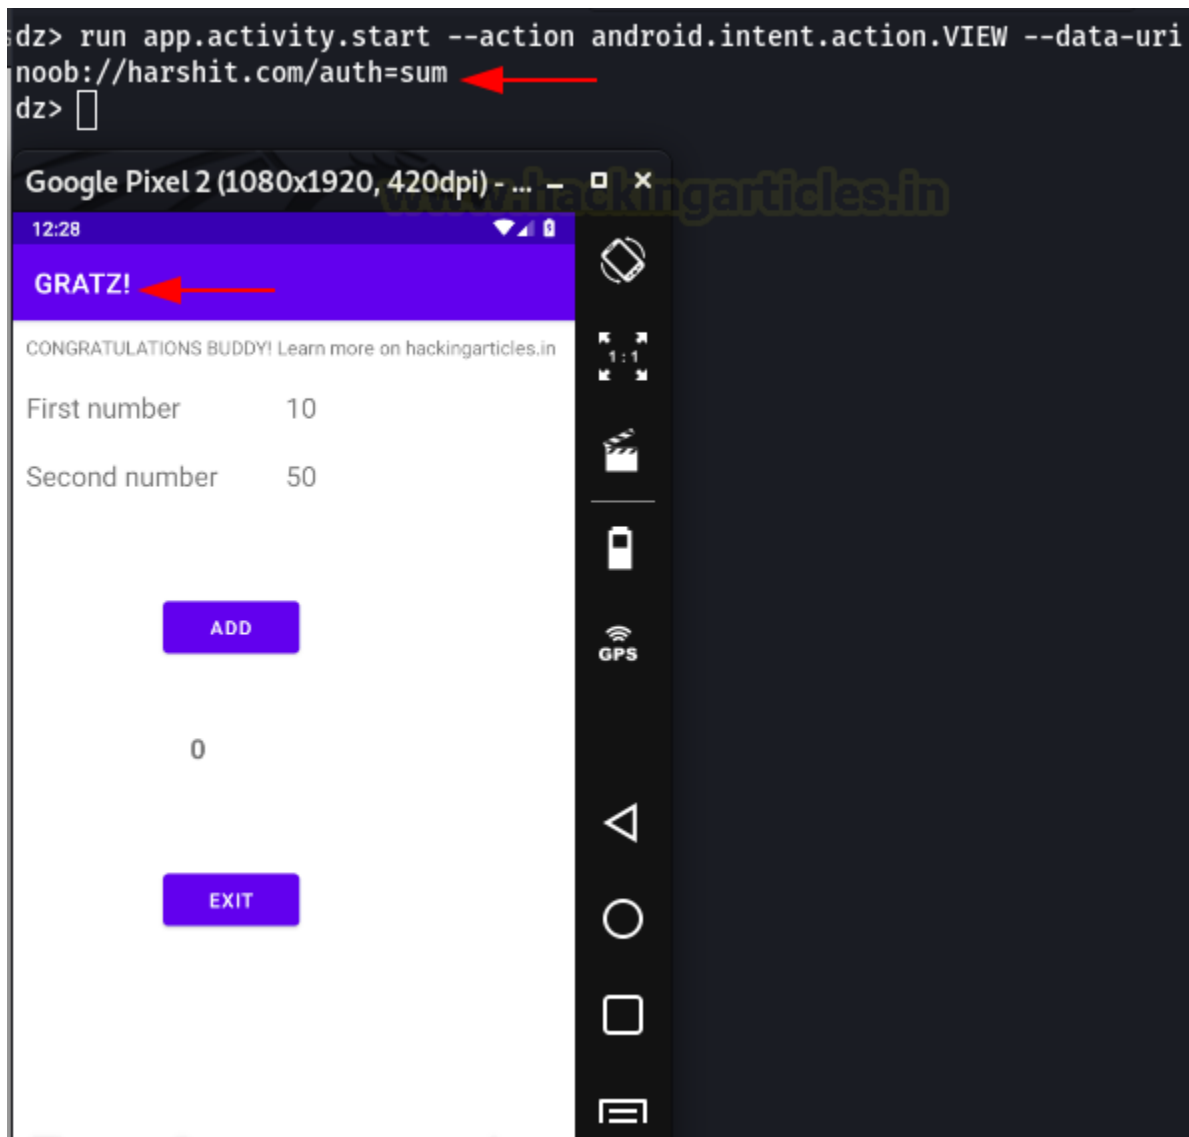 dz> run app.activity.start --action android.intent.action.VIEW --data-uri
noob://harshit.com/auth=sum
dz>
Google Pixel 2 (1080x1920, 420dpi) - ...
www.hackingarticles.in
12:28
GRATZ!
CONGRATULATIONS BUDDY! Learn more on hackingarticles.in
First number 10
Second number 50
1:1
ADD
GPS
0
EXIT